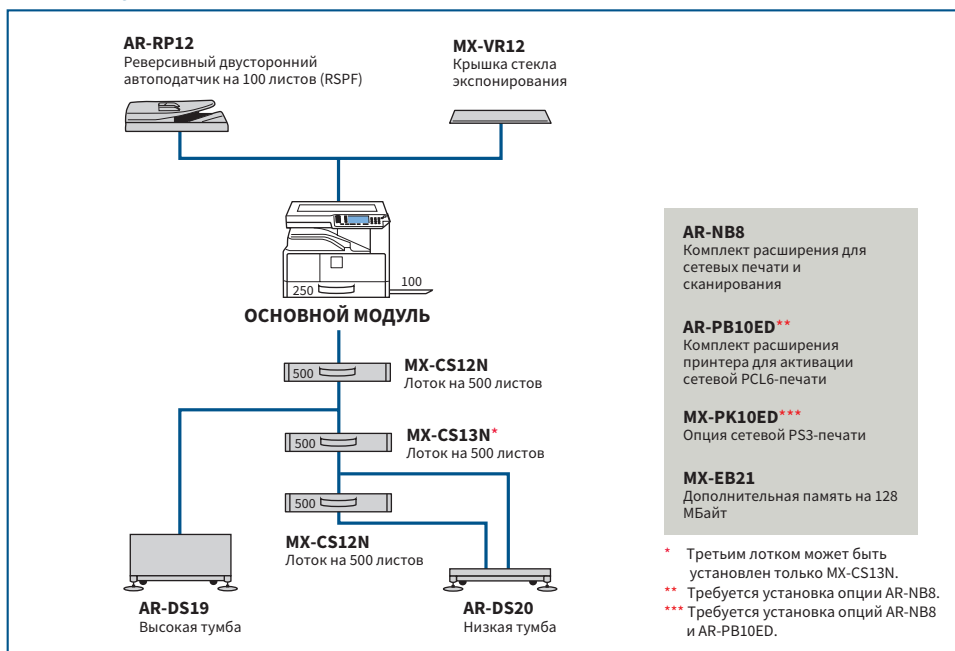 AR-RP12
Реверсивный двусторонний
автоподатчик на 100 листов (RSPF)
MX-VR12
Крышка стекла
экспонирования
250
100
ОСНОВНОЙ МОДУЛЬ
500
MX-CS12N
Лоток на 500 листов
500
MX-CS13N*
Лоток на 500 листов
500
MX-CS12N
Лоток на 500 листов
AR-DS19
Высокая тумба
AR-DS20
Низкая тумба
AR-NB8
Комплект расширения для
сетевых печати и
сканирования
AR-PB10ED**
Комплект расширения
принтера для активации
сетевой PCL6-печати
MX-PK10ED***
Опция сетевой PS3-печати
MX-EB21
Дополнительная память на 128
МБайт
* Третьим лотком может быть
установлен только MX-CS13N.
** Требуется установка опции AR-NB8.
*** Требуется установка опций AR-NB8
и AR-PB10ED.